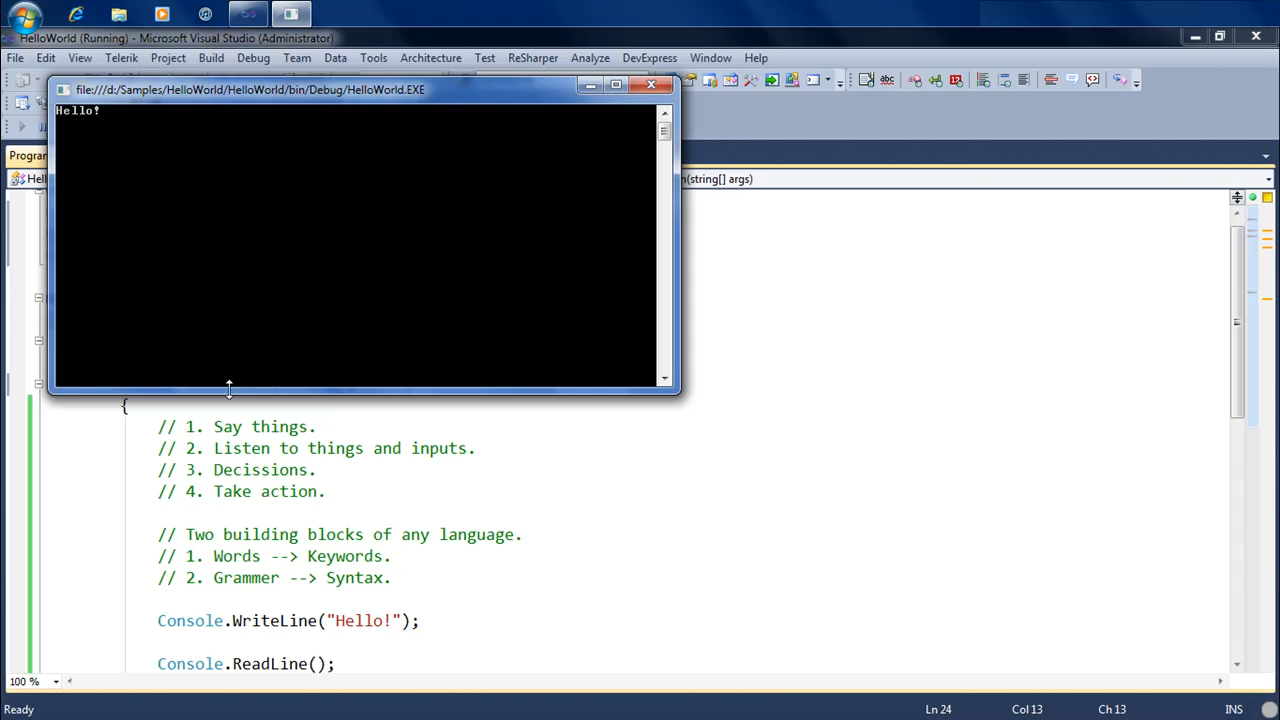 HelloWorld (Running) - Microsoft Visual Studio (Administrator)
File Edit View Telerik Project Build Debug Team Data Tools Architecture Test ReSharper Analyze DevExpress Window Help
file:///d:/Samples/HelloWorld/HelloWorld/bin/Debug/HelloWorld.EXE
Hello!
Program
Hell
n(string[] args)
{
// 1. Say things.
// 2. Listen to things and inputs.
// 3. Decissions.
// 4. Take action.
// Two building blocks of any language.
// 1. Words --> Keywords.
// 2. Grammer --> Syntax.
Console.WriteLine("Hello!");
Console.ReadLine();
100 %
Ready Ln 24 Col 13 Ch 13 INS